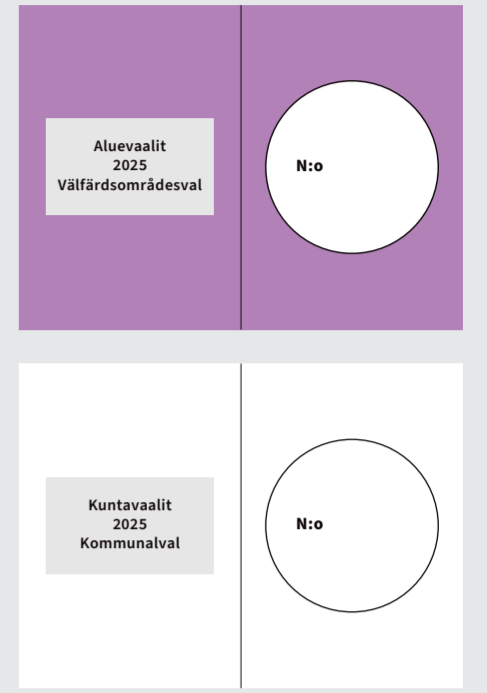 Aluevaalit
2025
Välfärdsområdesval
N:o
Kuntavaalit
2025
Kommunalval
N:o